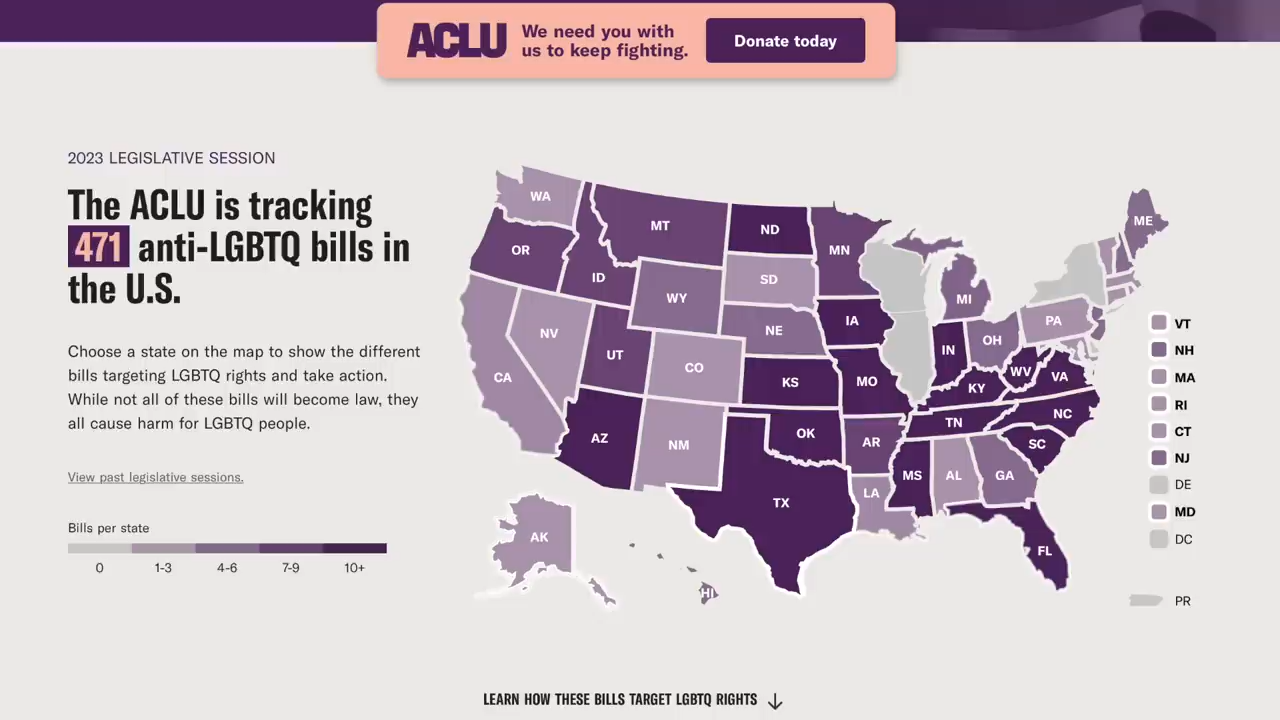 ACLU
We need you with
us to keep fighting.
Donate today
2023 LEGISLATIVE SESSION
The ACLU is tracking
471 anti-LGBTQ bills in
the U.S.
Choose a state on the map to show the different
bills targeting LGBTQ rights and take action.
While not all of these bills will become law, they
all cause harm for LGBTQ people.
View past legislative sessions.
Bills per state
0 1-3 4-6 7-9 10+
WA
MT
ND
MN
ME
OR
ID
SD
WY
MI
NV
NE
IA
PA
UT
CO
IN
OH
CA
KS
MO
WV
VA
KY
AZ
NM
OK
AR
TN
NC
SC
TX
LA
MS
AL
GA
AK
HI
FL
VT
NH
MA
RI
CT
NJ
DE
MD
DC
PR
LEARN HOW THESE BILLS TARGET LGBTQ RIGHTS